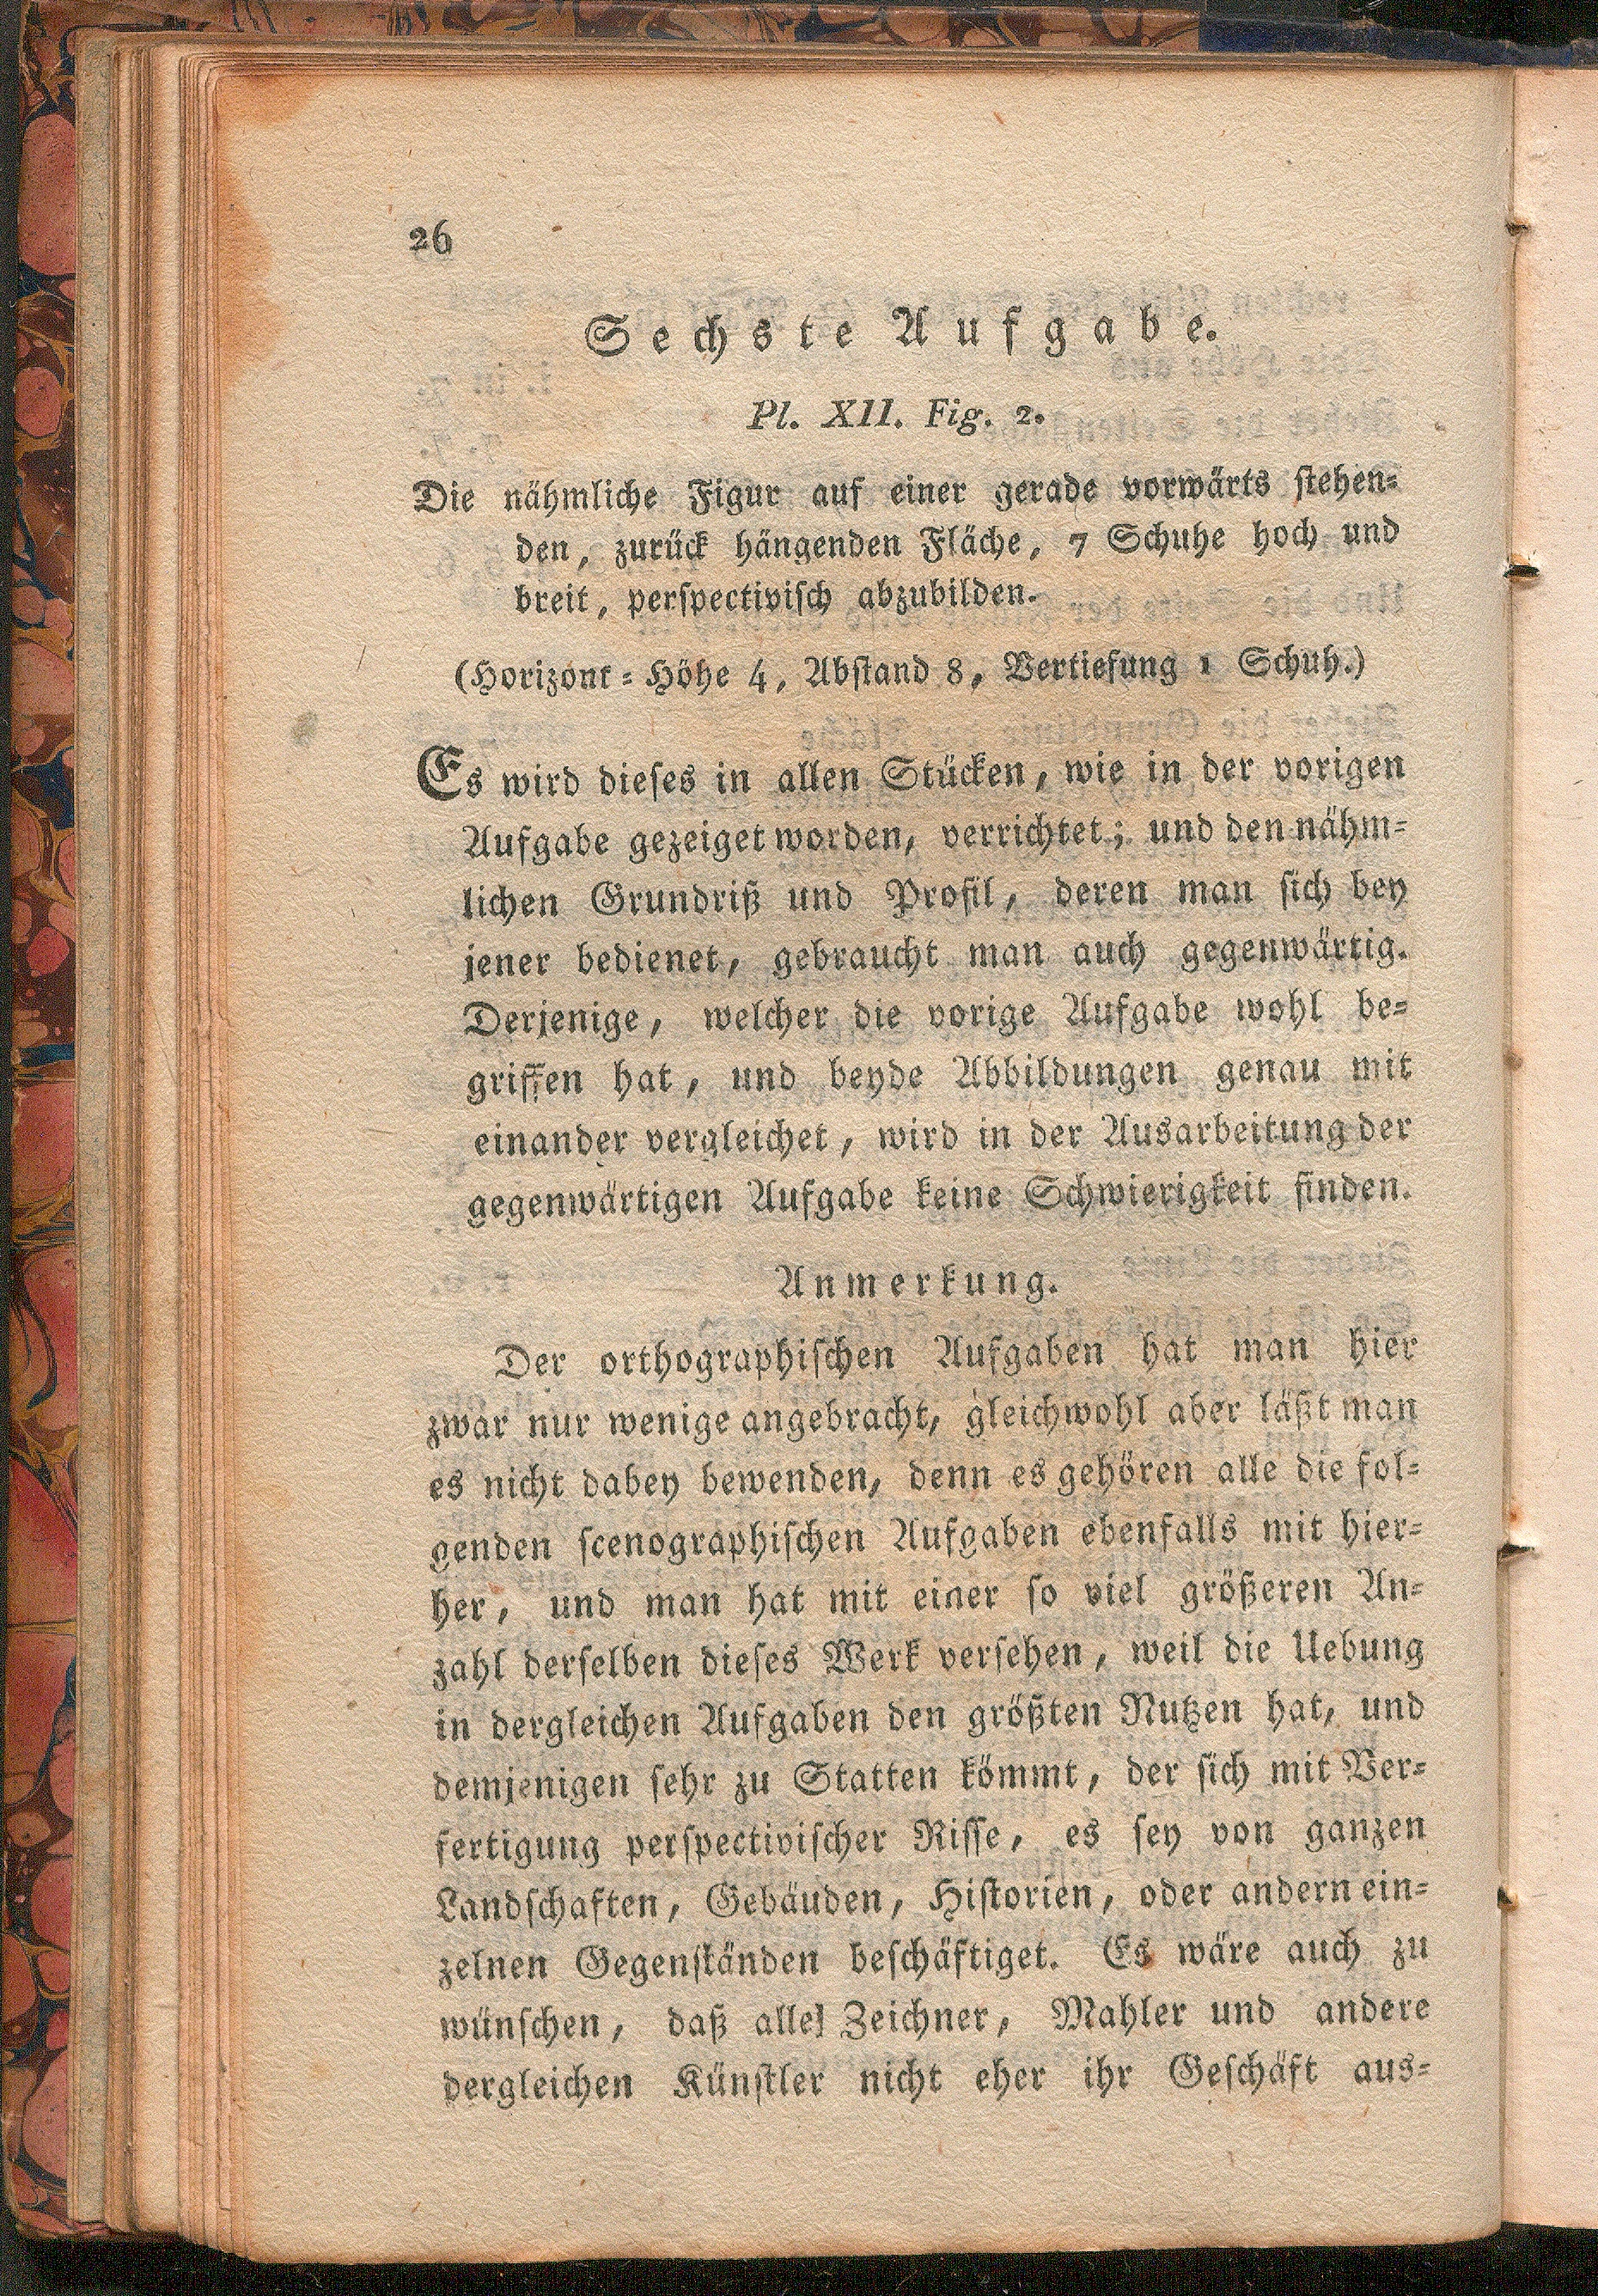 26
Sechste Aufgabe.
Pl. XII. Fig. 2.
Die nähmliche Figur auf einer gerade vorwärts stehen-
den, zurück hängenden Fläche, 7 Schuhe hoch und
breit, perspectivisch abzubilden.
(Horizont-Höhe 4, Abstand 8, Vertiefung 1 Schuh.)
Es wird dieses in allen Stücken, wie in der vorigen
Aufgabe gezeiget worden, verrichtet; und den nähm-
lichen Grundriß und Profil, deren man sich bey
jener bedienet, gebraucht man auch gegenwärtig.
Derjenige, welcher die vorige Aufgabe wohl be-
griffen hat, und beyde Abbildungen genau mit
einander vergleichet, wird in der Ausarbeitung der
gegenwärtigen Aufgabe keine Schwierigkeit finden.
Anmerkung.
Der orthographischen Aufgaben hat man hier
zwar nur wenige angebracht, gleichwohl aber läßt man
es nicht dabey bewenden, denn es gehören alle die fol-
genden scenographischen Aufgaben ebenfalls mit hier-
her, und man hat mit einer so viel größeren An-
zahl derselben dieses Werk versehen, weil die Uebung
in dergleichen Aufgaben den größten Nutzen hat, und
demjenigen sehr zu Statten kömmt, der sich mit Ver-
fertigung perspectivischer Risse, es sey von ganzen
Landschaften, Gebäuden, Historien, oder andern ein-
zelnen Gegenständen beschäftiget. Es wäre auch zu
wünschen, daß alle Zeichner, Mahler und andere
dergleichen Künstler nicht eher ihr Geschäft aus-